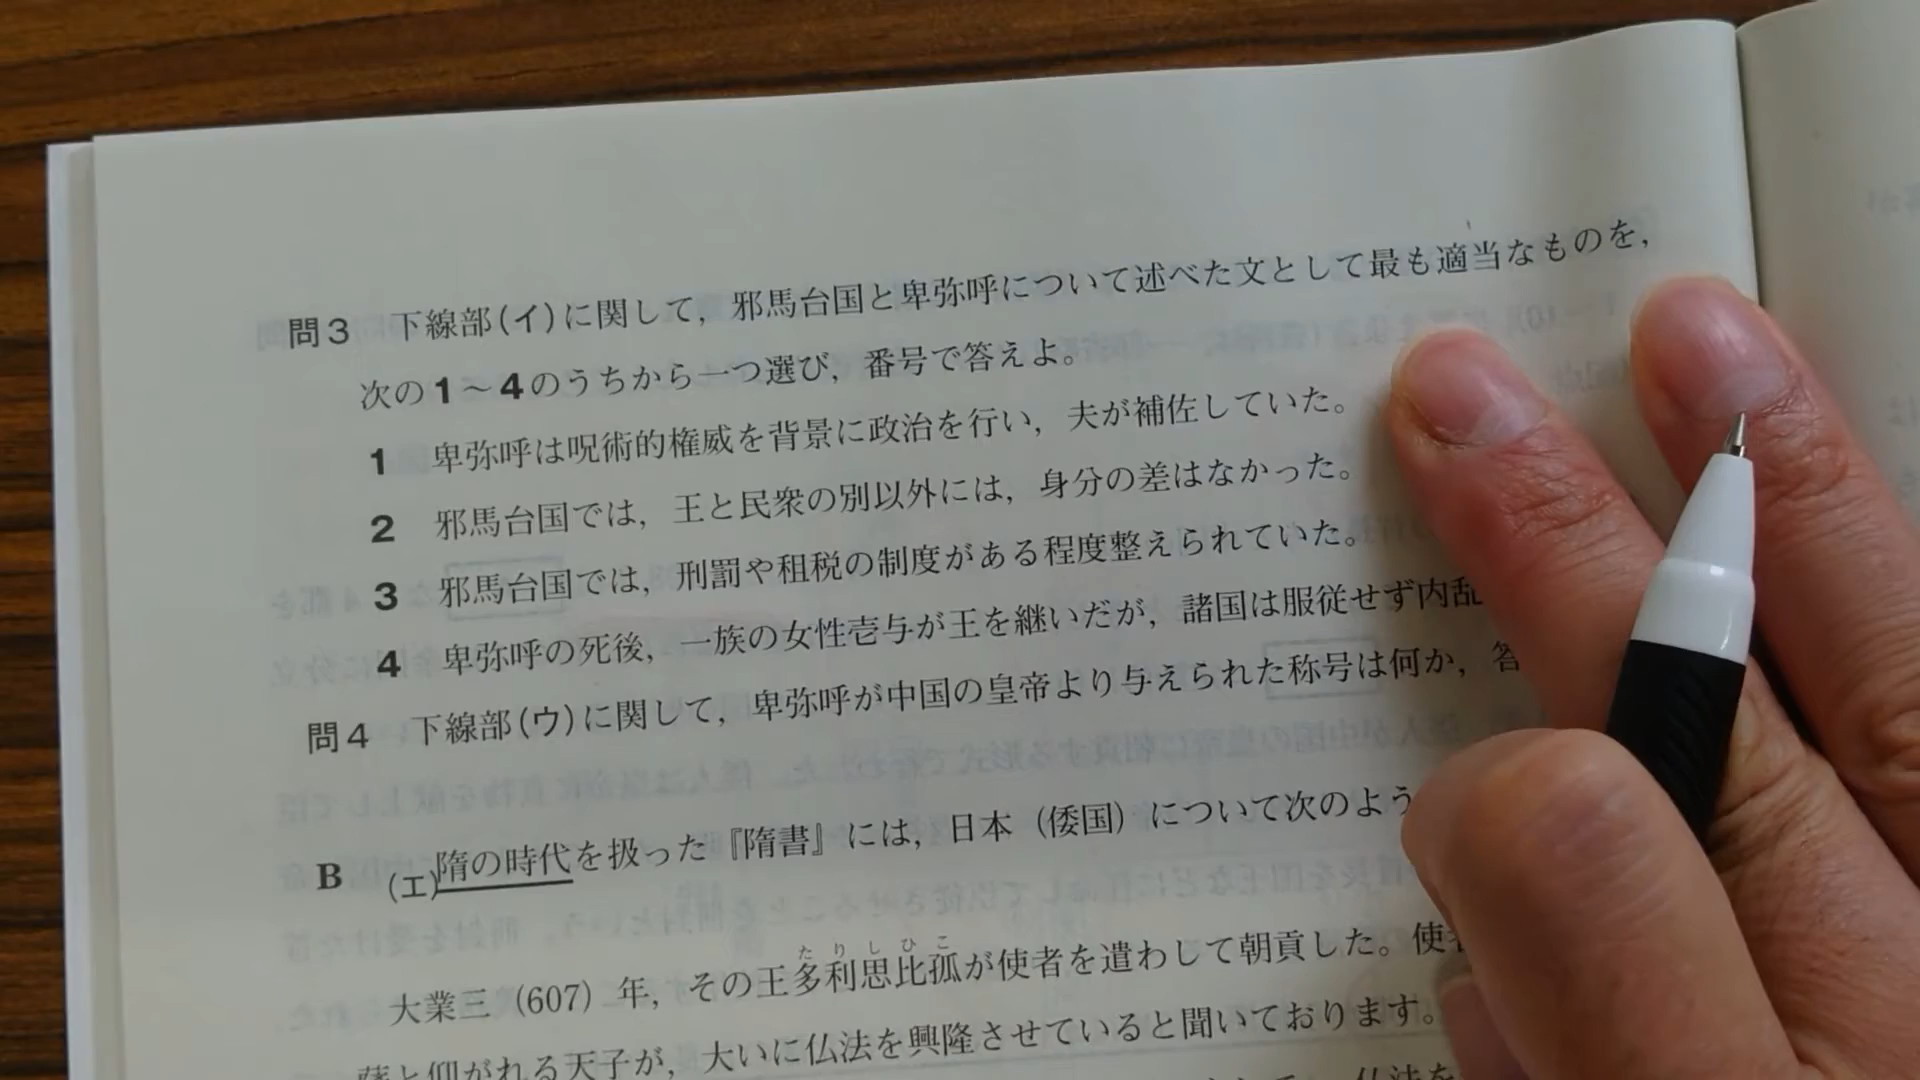 問3 下線部(イ)に関して，邪馬台国と卑弥呼について述べた文として最も適当なものを，
次の1～4のうちから一つ選び，番号で答えよ。
1 卑弥呼は呪術的権威を背景に政治を行い，夫が補佐していた。
2 邪馬台国では，王と民衆の別以外には，身分の差はなかった。
3 邪馬台国では，刑罰や租税の制度がある程度整えられていた。
4 卑弥呼の死後，一族の女性壱与が王を継いだが，諸国は服従せず内乱
問4 下線部(ウ)に関して，卑弥呼が中国の皇帝より与えられた称号は何か，答
B (エ)隋の時代を扱った『隋書』には，日本（倭国）について次のよう
たりしひこ
大業三（607）年，その王多利思比孤が使者を遣わして朝貢した。使
と仰がれる天子が，大いに仏法を興隆させていると聞いております。
仏法を